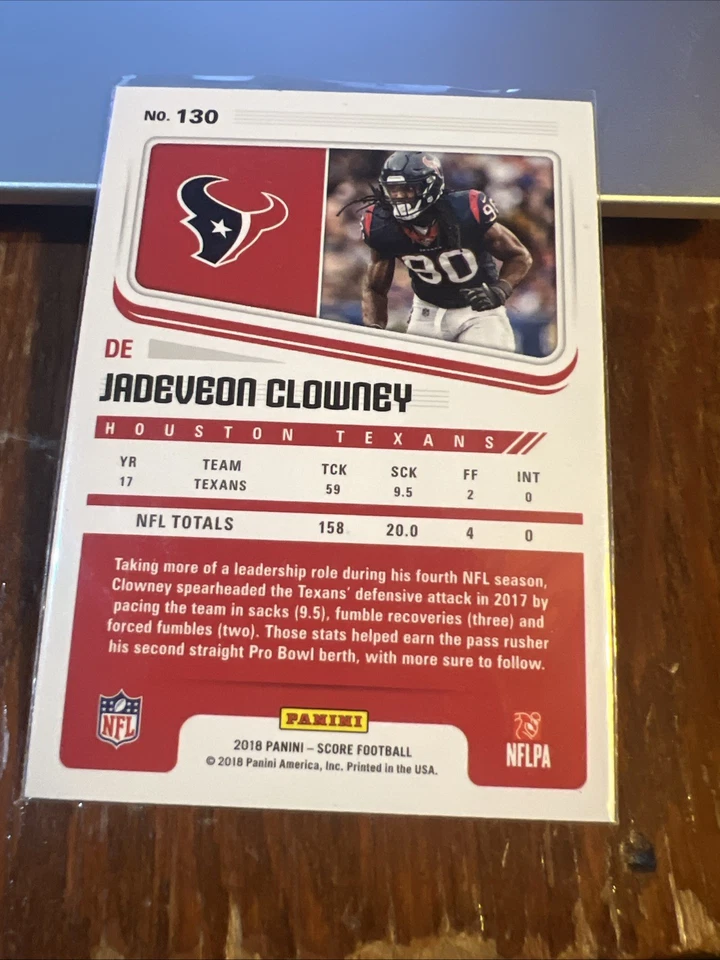 NO. 130
90
90
DE
JADEVEON CLOWNEY
HOUSTON TEXANS
YR TEAM TCK SCK FF INT
17 TEXANS 59 9.5 2 0
NFL TOTALS 158 20.0 4 0
Taking more of a leadership role during his fourth NFL season,
Clowney spearheaded the Texans' defensive attack in 2017 by
pacing the team in sacks (9.5), fumble recoveries (three) and
forced fumbles (two). Those stats helped earn the pass rusher
his second straight Pro Bowl berth, with more sure to follow.
NFL
PANINI
NFLPA
2018 PANINI – SCORE FOOTBALL
© 2018 Panini America, Inc. Printed in the USA.